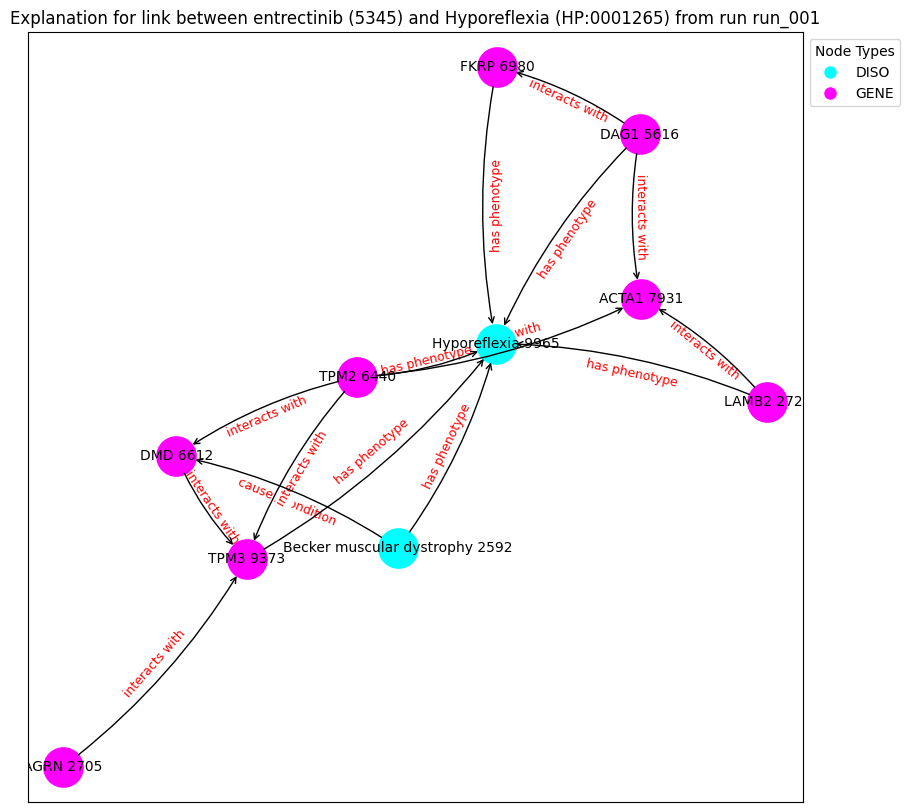 Explanation for link between entrectinib (5345) and Hyporeflexia (HP:0001265) from run run_001
Node Types
DISO
GENE
FKRP 6980
interacts with
DAG1 5616
has phenotype
has phenotype
interacts with
ACTA1 7931
with
Hyporeflexia 9965
interacts with
has phenotype
has phenotype
TPM2 6440
LAMB2 272
interacts with
has phenotype
has phenotype
DMD 6612
interacts with
interacts with
condition
Becker muscular dystrophy 2592
TPM3 9373
interacts with
AGRN 2705